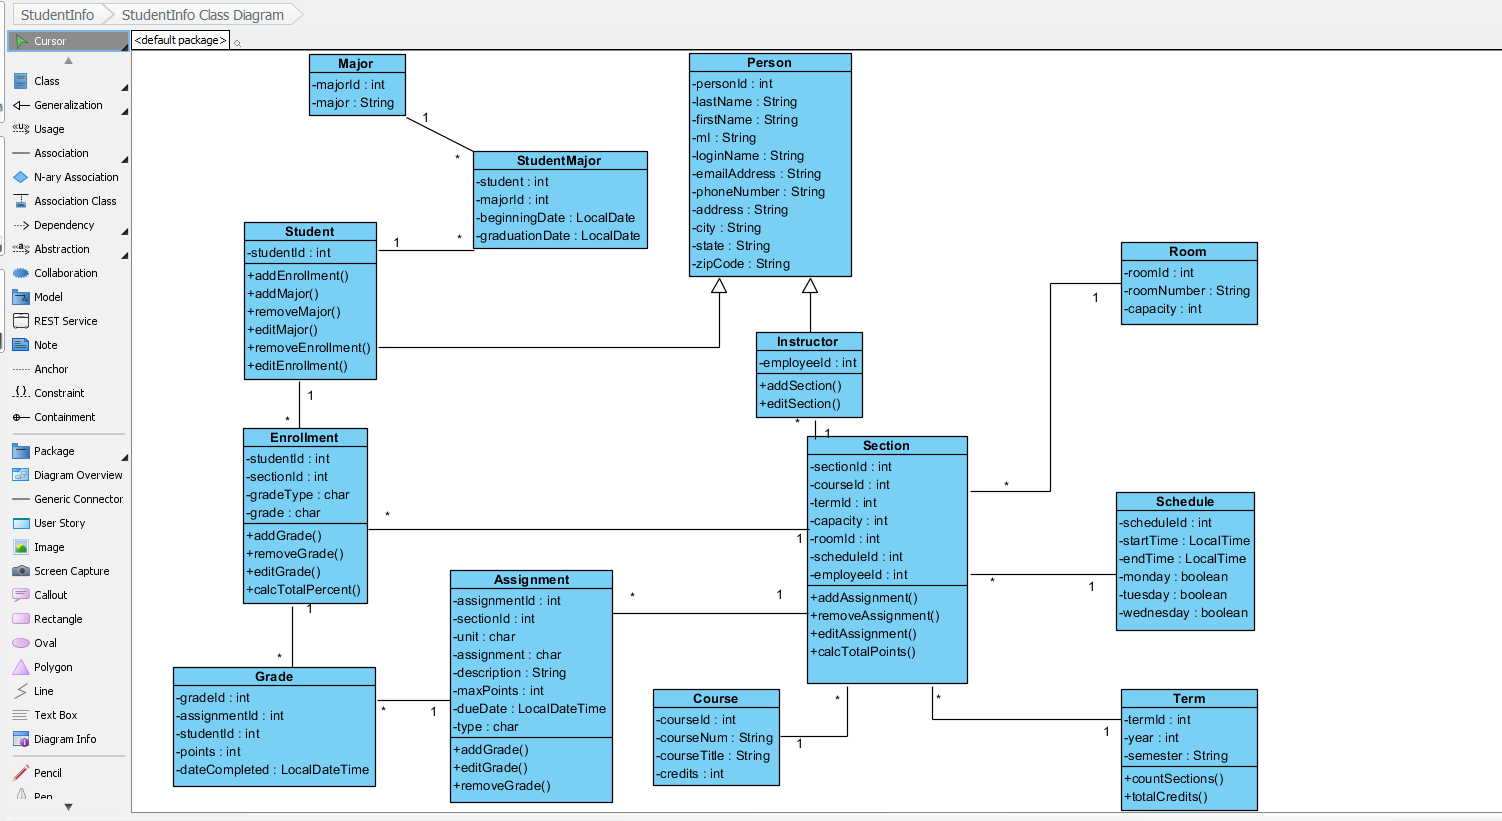 StudentInfo
StudentInfo Class Diagram
Cursor
<default package>
Class
Generalization
Usage
Association
N-ary Association
Association Class
Dependency
Abstraction
Collaboration
Model
REST Service
Note
Anchor
Constraint
Containment
Package
Diagram Overview
Generic Connector
User Story
Image
Screen Capture
Callout
Rectangle
Oval
Polygon
Line
Text Box
Diagram Info
Pencil
Pen
Major
-majorId : int
-major : String
1
*
StudentMajor
-student : int
-majorId : int
-beginningDate : LocalDate
-graduationDate : LocalDate
1
*
Student
-studentId : int
+addEnrollment()
+addMajor()
+removeMajor()
+editMajor()
+removeEnrollment()
+editEnrollment()
1
*
Person
-personId : int
-lastName : String
-firstName : String
-mI : String
-loginName : String
-emailAddress : String
-phoneNumber : String
-address : String
-city : String
-state : String
-zipCode : String
Instructor
-employeeId : int
+addSection()
+editSection()
*
1
Room
-roomId : int
-roomNumber : String
-capacity : int
1
*
Enrollment
-studentId : int
-sectionId : int
-gradeType : char
-grade : char
+addGrade()
+removeGrade()
+editGrade()
+calcTotalPercent()
*
1
1
*
Section
-sectionId : int
-courseId : int
-termId : int
-capacity : int
-roomId : int
-scheduleId : int
-employeeId : int
+addAssignment()
+removeAssignment()
+editAssignment()
+calcTotalPoints()
Schedule
-scheduleId : int
-startTime : LocalTime
-endTime : LocalTime
-monday : boolean
-tuesday : boolean
-wednesday : boolean
*
1
Assignment
-assignmentId : int
-sectionId : int
-unit : char
-assignment : char
-description : String
-maxPoints : int
-dueDate : LocalDateTime
-type : char
+addGrade()
+editGrade()
+removeGrade()
*
1
Grade
-gradeId : int
-assignmentId : int
-studentId : int
-points : int
-dateCompleted : LocalDateTime
*
1
Course
-courseId : int
-courseNum : String
-courseTitle : String
-credits : int
1
*
*
1
Term
-termId : int
-year : int
-semester : String
+countSections()
+totalCredits()